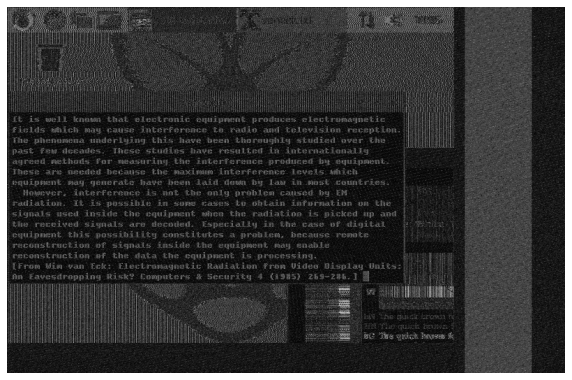 It is well known that electronic equipment produces electromagnetic
fields which may cause interference to radio and television reception.
The phenomena underlying this have been thoroughly studied over the
past few decades. These studies have resulted in internationally
agreed methods for measuring the interference produced by equipment.
These are needed because the maximum interference levels which
equipment may generate have been laid down by law in most countries.
However, interference is not the only problem caused by EM
radiation. It is possible in some cases to obtain information on the
signals used inside the equipment when the radiation is picked up and
the received signals are decoded. Especially in the case of digital
equipment this possibility constitutes a problem, because remote
reconstruction of signals inside the equipment may enable
reconstruction of the data the equipment is processing.
[From Wim van Eck: Electromagnetic Radiation from Video Display Units:
An Eavesdropping Risk? Computers & Security 4 (1985) 269-286.]
The quick brown
The quick brown f
The quick brown fo